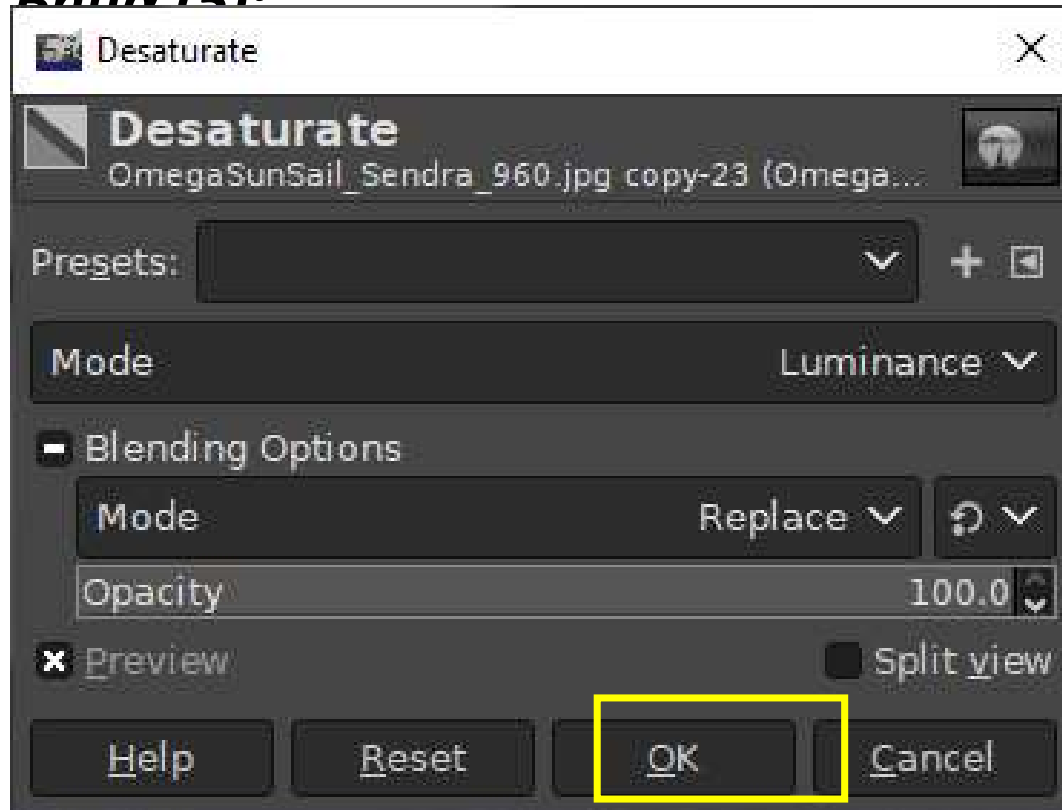 Desaturate
Desaturate
OmegaSunSail_Sendra_960.jpg copy-23 (Omega...
Presets:
Mode Luminance
Blending Options
Mode Replace
Opacity 100.0
Preview Split view
Help Reset OK Cancel